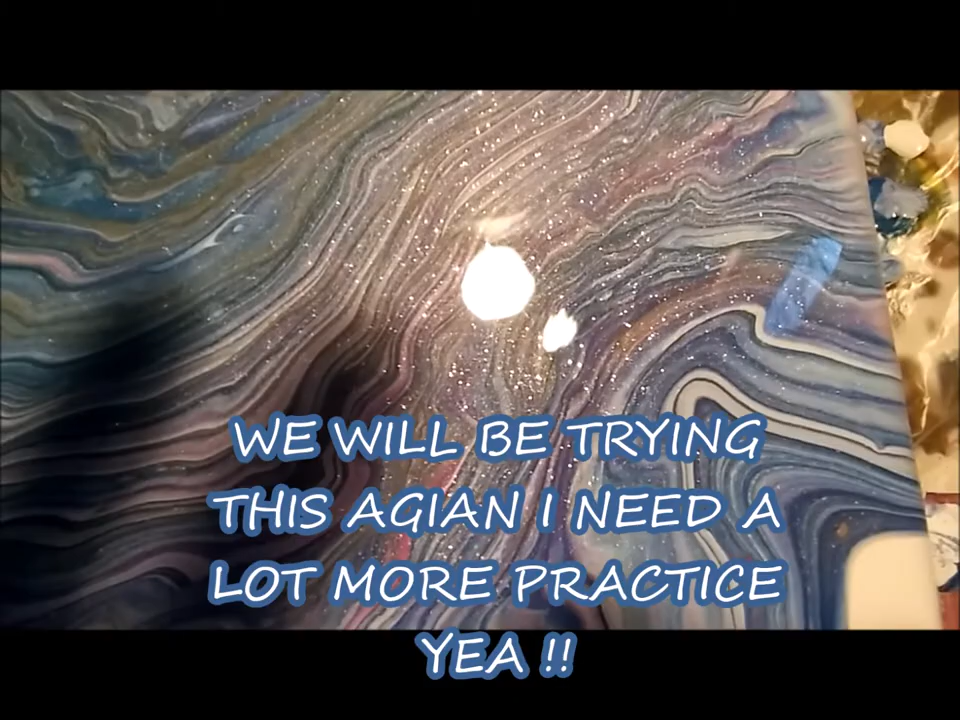 WE WILL BE TRYING
THIS AGIAN I NEED A
LOT MORE PRACTICE
YEA !!